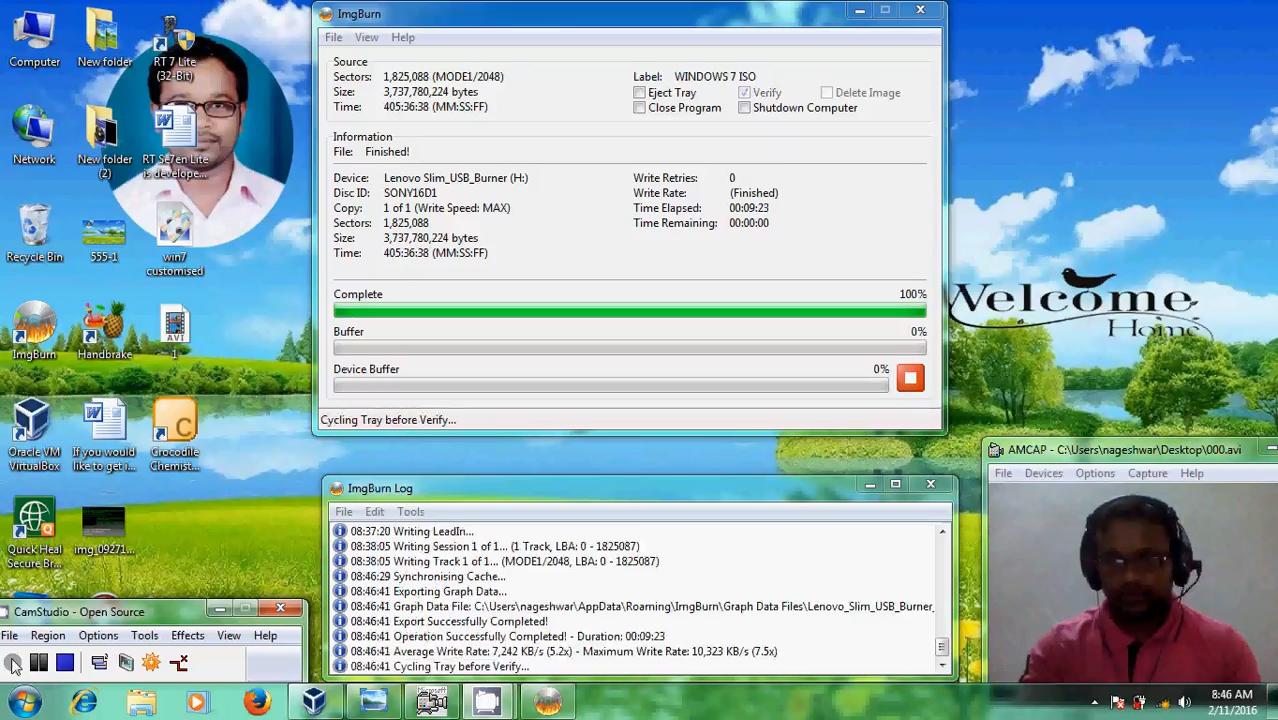 Computer
New folder
RT 7 Lite
(32-Bit)
Network
New folder
(2)
RT Se7en Lite
is develope...
Recycle Bin
555-1
win7
customised
ImgBurn
Handbrake
AVI
1
Oracle VM
VirtualBox
If you would
like to get i...
Crocodile
Chemist...
Quick Heal
Secure Br...
img_09271...
ImgBurn
File View Help
Source
Sectors: 1,825,088 (MODE1/2048)
Size: 3,737,780,224 bytes
Time: 405:36:38 (MM:SS:FF)
Label: WINDOWS 7 ISO
Eject Tray Verify Delete Image
Close Program Shutdown Computer
Information
File: Finished!
Device: Lenovo Slim_USB_Burner (H:)
Disc ID: SONY16D1
Copy: 1 of 1 (Write Speed: MAX)
Sectors: 1,825,088
Size: 3,737,780,224 bytes
Time: 405:36:38 (MM:SS:FF)
Write Retries: 0
Write Rate: (Finished)
Time Elapsed: 00:09:23
Time Remaining: 00:00:00
Complete 100%
Buffer 0%
Device Buffer 0%
Cycling Tray before Verify...
Welcome
Home
ImgBurn Log
File Edit Tools
08:37:20 Writing LeadIn...
08:38:05 Writing Session 1 of 1... (1 Track, LBA: 0 - 1825087)
08:38:05 Writing Track 1 of 1... (MODE1/2048, LBA: 0 - 1825087)
08:46:29 Synchronising Cache...
08:46:41 Exporting Graph Data...
08:46:41 Graph Data File: C:\Users\nageshwar\AppData\Roaming\ImgBurn\Graph Data Files\Lenovo_Slim_USB_Burner_
08:46:41 Export Successfully Completed!
08:46:41 Operation Successfully Completed! - Duration: 00:09:23
08:46:41 Average Write Rate: 7,242 KB/s (5.2x) - Maximum Write Rate: 10,323 KB/s (7.5x)
08:46:41 Cycling Tray before Verify...
AMCAP - C:\Users\nageshwar\Desktop\000.avi
File Devices Options Capture Help
CamStudio - Open Source
File Region Options Tools Effects View Help
8:46 AM
2/11/2016